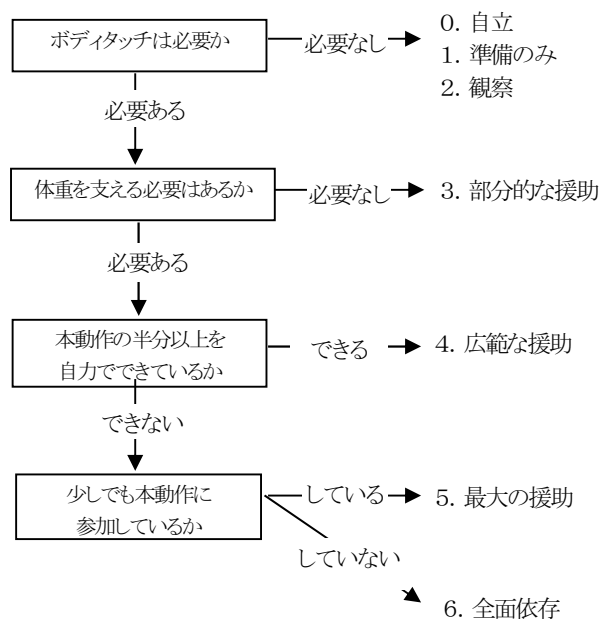 ボディタッチは必要か
必要なし
0. 自立
1. 準備のみ
2. 観察
必要ある
体重を支える必要はあるか
必要なし
3. 部分的な援助
必要ある
本動作の半分以上を
自力でできているか
できる
4. 広範な援助
できない
少しでも本動作に
参加しているか
している
5. 最大の援助
していない
6. 全面依存